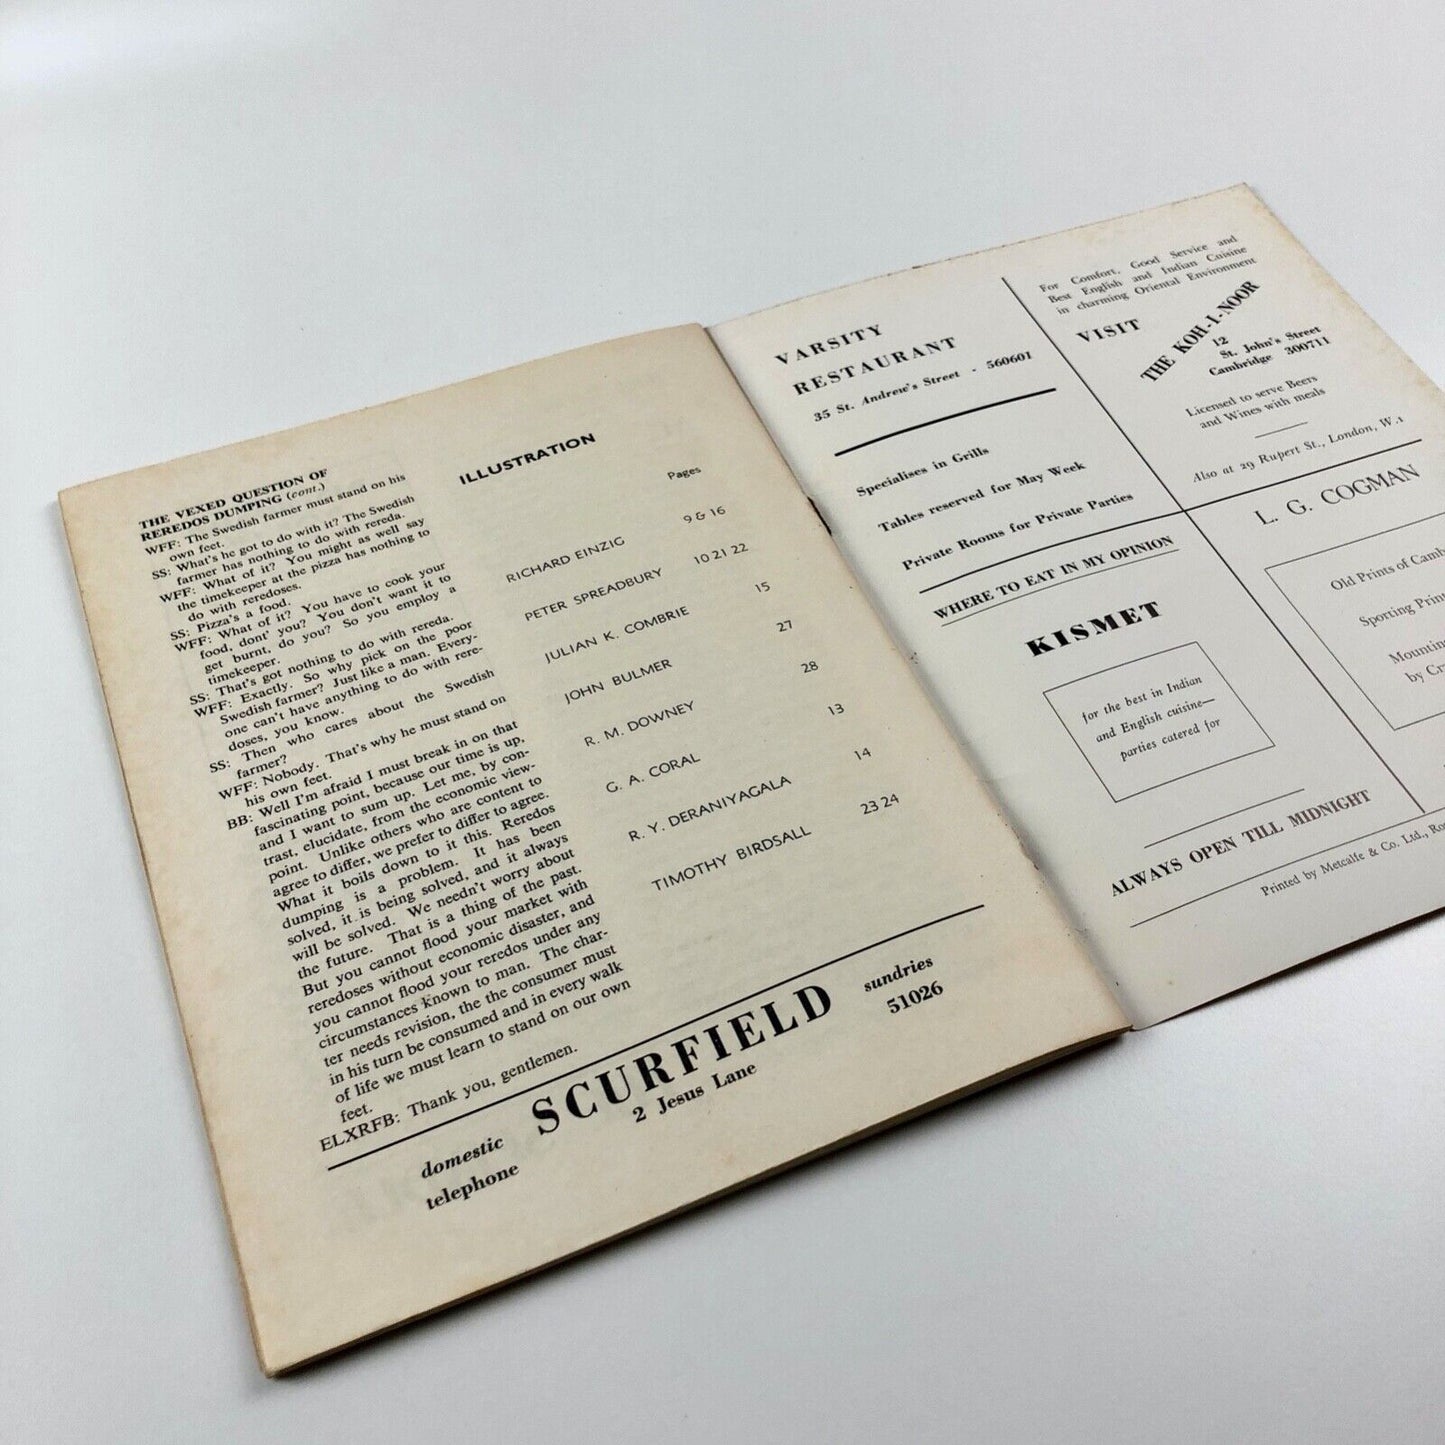 THE VEXED QUESTION OF
REREDOS DUMPING (cont.)
WFF: The Swedish farmer must stand on his
own feet.
SS: What's he got to do with it? The Swedish
farmer has nothing to do with rereda.
WFF: What of it? You might as well say
the timekeeper at the pizza has nothing to
do with reredoses.
SS: Pizza's a food.
WFF: What of it? You have to cook your
food, dont' you? You don't want it to
get burnt, do you? So you employ a
timekeeper.
SS: That's got nothing to do with rereda.
WFF: Exactly. So why pick on the poor
Swedish farmer? Just like a man. Every-
one can't have anything to do with rere-
doses, you know.
SS: Then who cares about the Swedish
farmer?
WFF: Nobody. That's why he must stand on
his own feet.
BB: Well I'm afraid I must break in on that
fascinating point, because our time is up,
and I want to sum up. Let me, by con-
trast, elucidate, from the economic view-
point. Unlike others who are content to
agree to differ, we prefer to differ to agree.
What it boils down to it this. Reredos
dumping is a problem. It has been
solved, it is being solved, and it always
will be solved. We needn't worry about
the future. That is a thing of the past.
But you cannot flood your market with
reredoses without economic disaster, and
you cannot flood your reredos under any
circumstances known to man. The char-
ter needs revision, the the consumer must
in his turn be consumed and in every walk
of life we must learn to stand on our own
feet.
ELXRFB: Thank you, gentlemen.
ILLUSTRATION
Pages
RICHARD EINZIG 9 & 16
PETER SPREADBURY 10 21 22
JULIAN K. COMBRIE 15
JOHN BULMER 27
R. M. DOWNEY 28
G. A. CORAL 13
R. Y. DERANIYAGALA 14
TIMOTHY BIRDSALL 23 24
domestic SCURFIELD sundries
telephone 2 Jesus Lane 51026
VARSITY
RESTAURANT
35 St. Andrew's Street - 560601
Specialises in Grills
Tables reserved for May Week
Private Rooms for Private Parties
For Comfort, Good Service and
Best English and Indian Cuisine
in charming Oriental Environment
VISIT
THE KOH-I-NOOR
12
St. John's Street
Cambridge 300711
Licensed to serve Beers
and Wines with meals
Also at 29 Rupert St., London, W.1
WHERE TO EAT IN MY OPINION
KISMET
for the best in Indian
and English cuisine—
parties catered for
ALWAYS OPEN TILL MIDNIGHT
L. G. COGMAN
Old Prints of Camb
Sporting Prin
Mountin
by Cr
Printed by Metcalfe & Co. Ltd., Ro